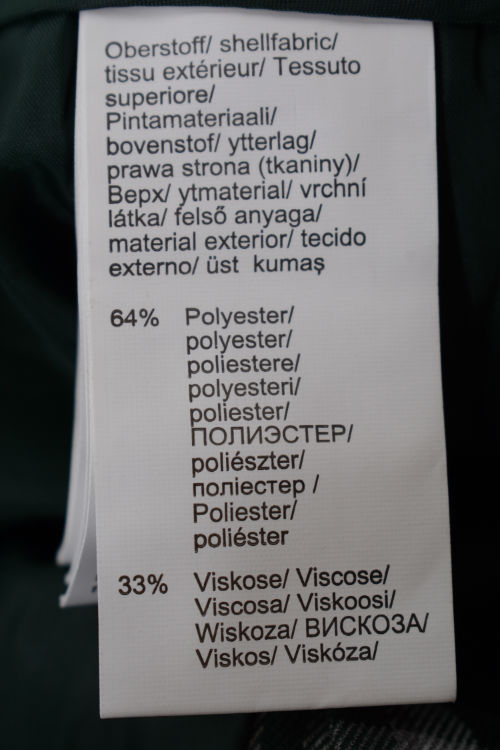 Oberstoff/ shellfabric/
tissu extérieur/ Tessuto
superiore/
Pintamateriaali/
bovenstof/ ytterlag/
prawa strona (tkaniny)/
Верх/ ytmaterial/ vrchní
látka/ felső anyaga/
material exterior/ tecido
externo/ üst kumaş
64% Polyester/
polyester/
poliestere/
polyesteri/
poliester/
ПОЛИЭСТЕР/
poliészter/
поліестер /
Poliester/
poliéster
33% Viskose/ Viscose/
Viscosa/ Viskoosi/
Wiskoza/ ВИСКОЗА/
Viskos/ Viskóza/